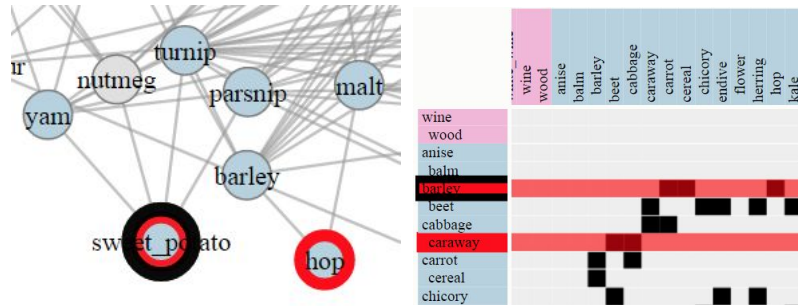 turnip
nutmeg
malt
parsnip
yam
barley
sweet_potato
hop
wine
wood
anise
balm
barley
beet
cabbage
caraway
carrot
cereal
chicory
endive
flower
herring
hop
kale
wine
wood
anise
balm
barley
beet
cabbage
caraway
carrot
cereal
chicory